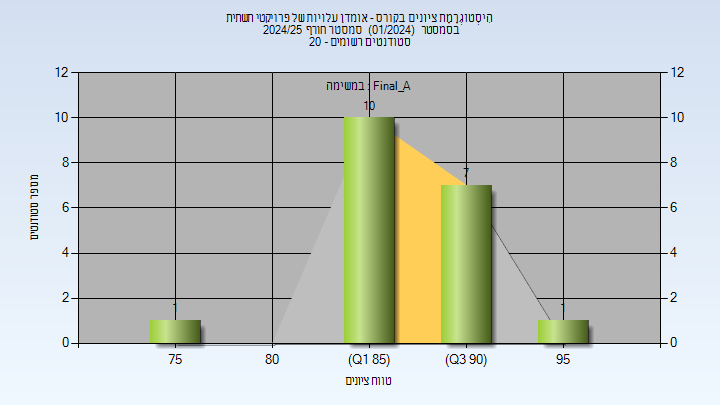 היסטוגרמת ציונים בקורס - אומדן עלויות של פרויקטי תשתית
בסמסטר (01/2024) סמסטר חורף 2024/25
סטודנטים רשומים - 20
במשימה : Final_A
12 12
10 10
8 8
6 6
4 4
2 2
0 0
10
7
1
1
מספר סטודנטים
75 80 (Q1 85) (Q3 90) 95
טווח ציונים